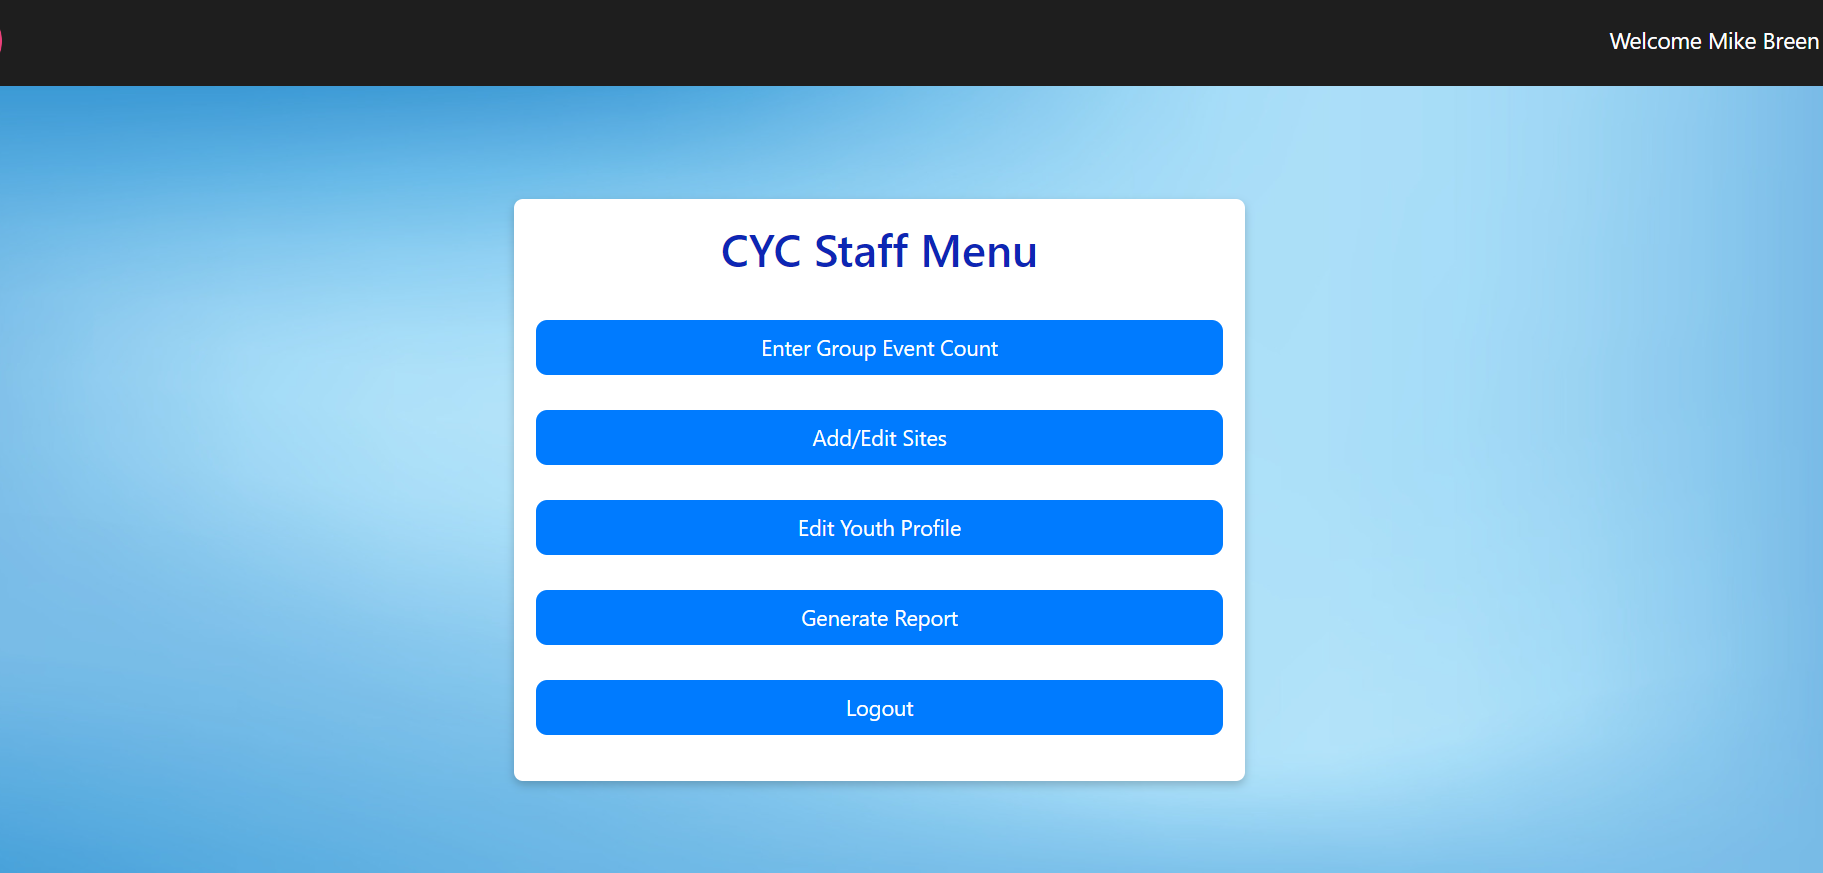 Welcome Mike Breen
CYC Staff Menu
Enter Group Event Count
Add/Edit Sites
Edit Youth Profile
Generate Report
Logout